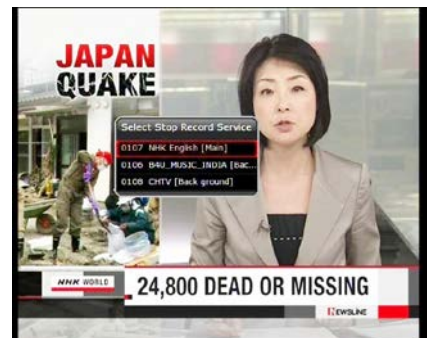 JAPAN
QUAKE
Select Stop Record Service
0107 NHK English [Main]
0106 B4U_MUSIC_INDIA [Bac...
0108 CHTV [Back ground]
NHK WORLD
24,800 DEAD OR MISSING
NEWSLINE